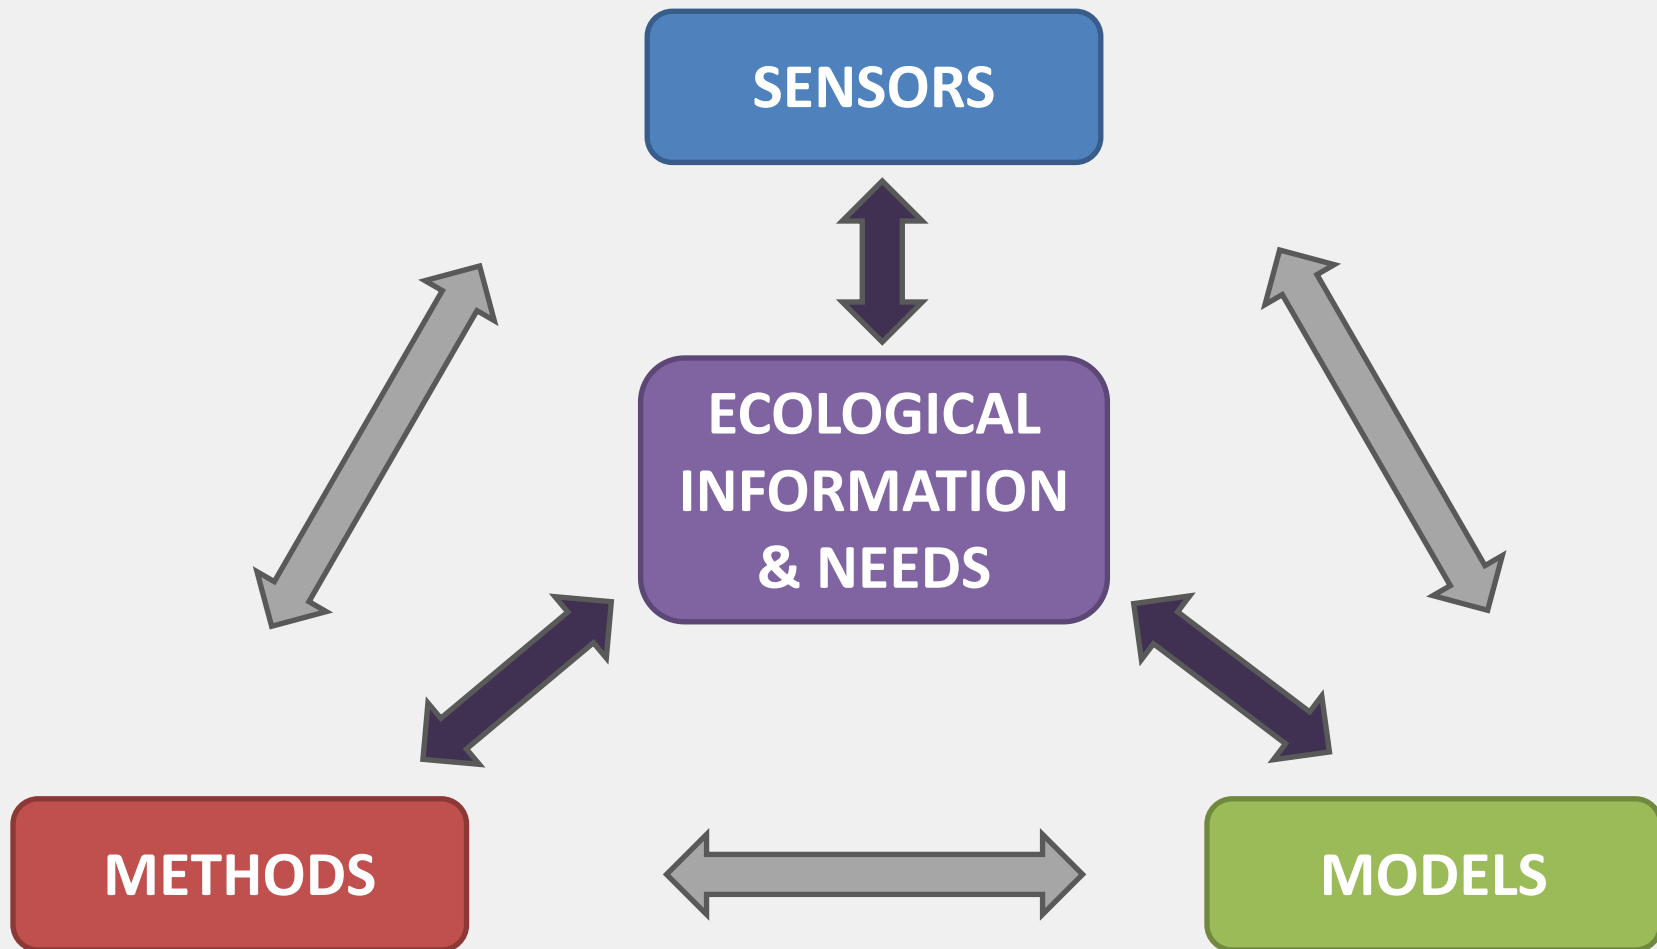 SENSORS
ECOLOGICAL
INFORMATION
& NEEDS
METHODS
MODELS